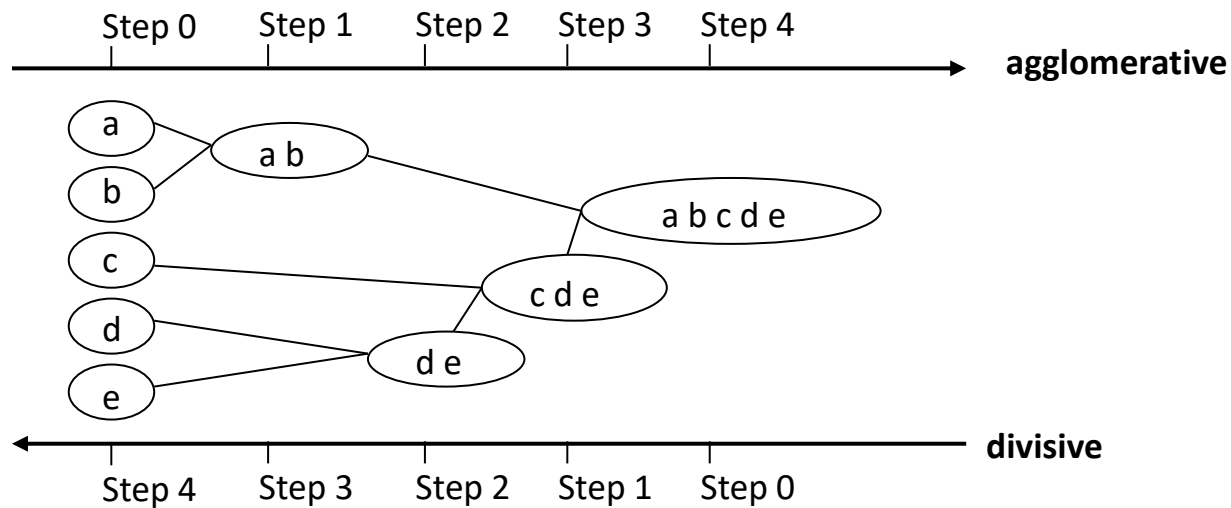 Step 0 Step 1 Step 2 Step 3 Step 4
agglomerative
a
a b
b
a b c d e
c
c d e
d
d e
e
divisive
Step 4 Step 3 Step 2 Step 1 Step 0